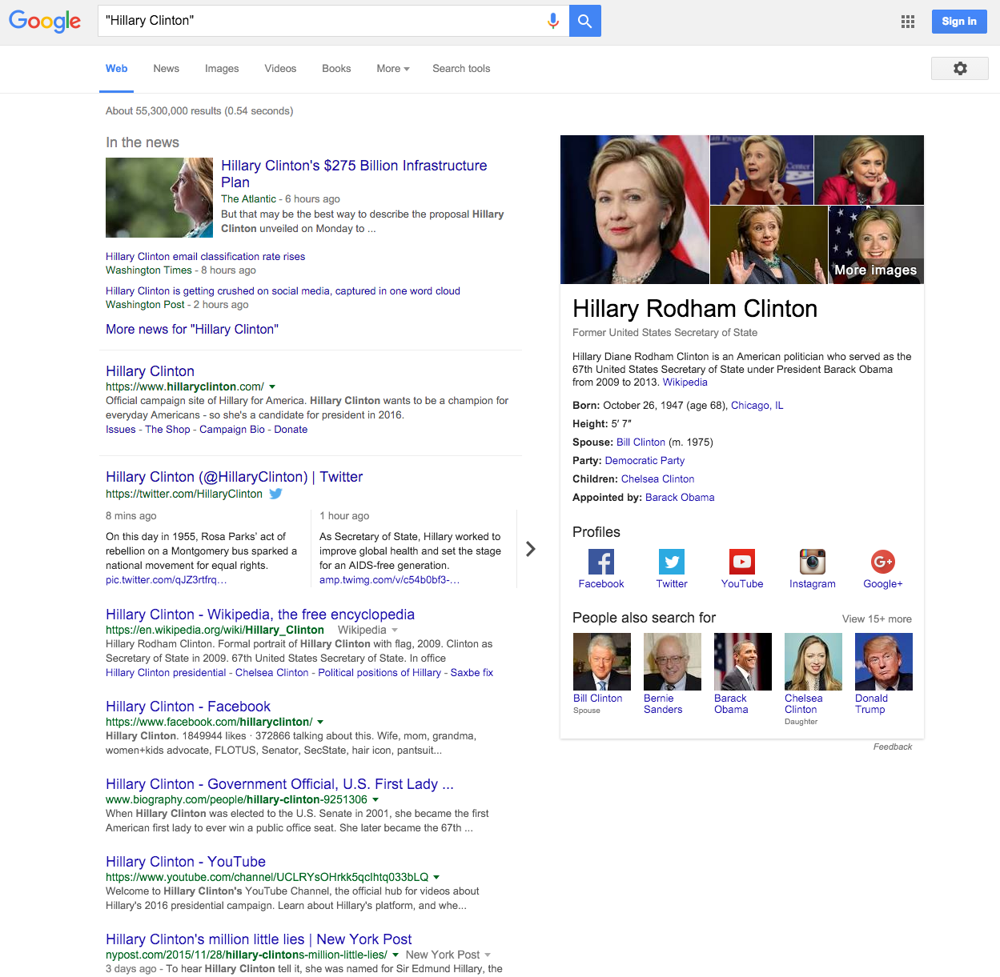 Google
"Hillary Clinton"
Sign in
Web News Images Videos Books More Search tools
About 55,300,000 results (0.54 seconds)
In the news
Hillary Clinton's $275 Billion Infrastructure
Plan
The Atlantic - 6 hours ago
But that may be the best way to describe the proposal Hillary
Clinton unveiled on Monday to ...
Hillary Clinton email classification rate rises
Washington Times - 8 hours ago
Hillary Clinton is getting crushed on social media, captured in one word cloud
Washington Post - 2 hours ago
More news for "Hillary Clinton"
Hillary Clinton
https://www.hillaryclinton.com/
Official campaign site of Hillary for America. Hillary Clinton wants to be a champion for
everyday Americans - so she's a candidate for president in 2016.
Issues - The Shop - Campaign Bio - Donate
Hillary Clinton (@HillaryClinton) | Twitter
https://twitter.com/HillaryClinton
8 mins ago
On this day in 1955, Rosa Parks' act of
rebellion on a Montgomery bus sparked a
national movement for equal rights.
pic.twitter.com/qJZ3rtfrq...
1 hour ago
As Secretary of State, Hillary worked to
improve global health and set the stage
for an AIDS-free generation.
amp.twimg.com/v/c54b0bf3-...
Hillary Clinton - Wikipedia, the free encyclopedia
https://en.wikipedia.org/wiki/Hillary_Clinton Wikipedia
Hillary Rodham Clinton. Formal portrait of Hillary Clinton with flag, 2009. Clinton as
Secretary of State in 2009. 67th United States Secretary of State. In office
Hillary Clinton presidential - Chelsea Clinton - Political positions of Hillary - Saxbe fix
Hillary Clinton - Facebook
https://www.facebook.com/hillaryclinton/
Hillary Clinton. 1849944 likes · 372866 talking about this. Wife, mom, grandma,
women+kids advocate, FLOTUS, Senator, SecState, hair icon, pantsuit...
Hillary Clinton - Government Official, U.S. First Lady ...
www.biography.com/people/hillary-clinton-9251306
When Hillary Clinton was elected to the U.S. Senate in 2001, she became the first
American first lady to ever win a public office seat. She later became the 67th ...
Hillary Clinton - YouTube
https://www.youtube.com/channel/UCLRYsOHrkk5qcIhtq033bLQ
Welcome to Hillary Clinton's YouTube Channel, the official hub for videos about
Hillary's 2016 presidential campaign. Learn about Hillary's platform, and whe...
Hillary Clinton's million little lies | New York Post
nypost.com/2015/11/28/hillary-clintons-million-little-lies/ New York Post
3 days ago - To hear Hillary Clinton tell it, she was named for Sir Edmund Hillary, the
More images
Hillary Rodham Clinton
Former United States Secretary of State
Hillary Diane Rodham Clinton is an American politician who served as the
67th United States Secretary of State under President Barack Obama
from 2009 to 2013. Wikipedia
Born: October 26, 1947 (age 68), Chicago, IL
Height: 5′ 7″
Spouse: Bill Clinton (m. 1975)
Party: Democratic Party
Children: Chelsea Clinton
Appointed by: Barack Obama
Profiles
Facebook Twitter YouTube Instagram Google+
People also search for View 15+ more
Bill Clinton
Spouse
Bernie
Sanders
Barack
Obama
Chelsea
Clinton
Daughter
Donald
Trump
Feedback